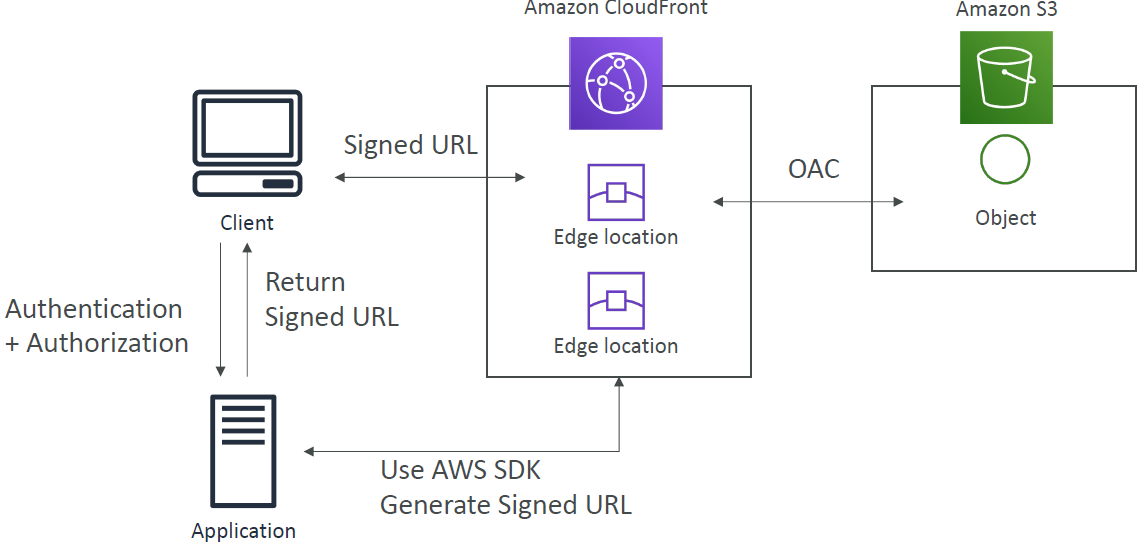 Amazon CloudFront
Amazon S3
Signed URL
OAC
Client
Edge location
Object
Return
Signed URL
Authentication
+ Authorization
Edge location
Use AWS SDK
Generate Signed URL
Application